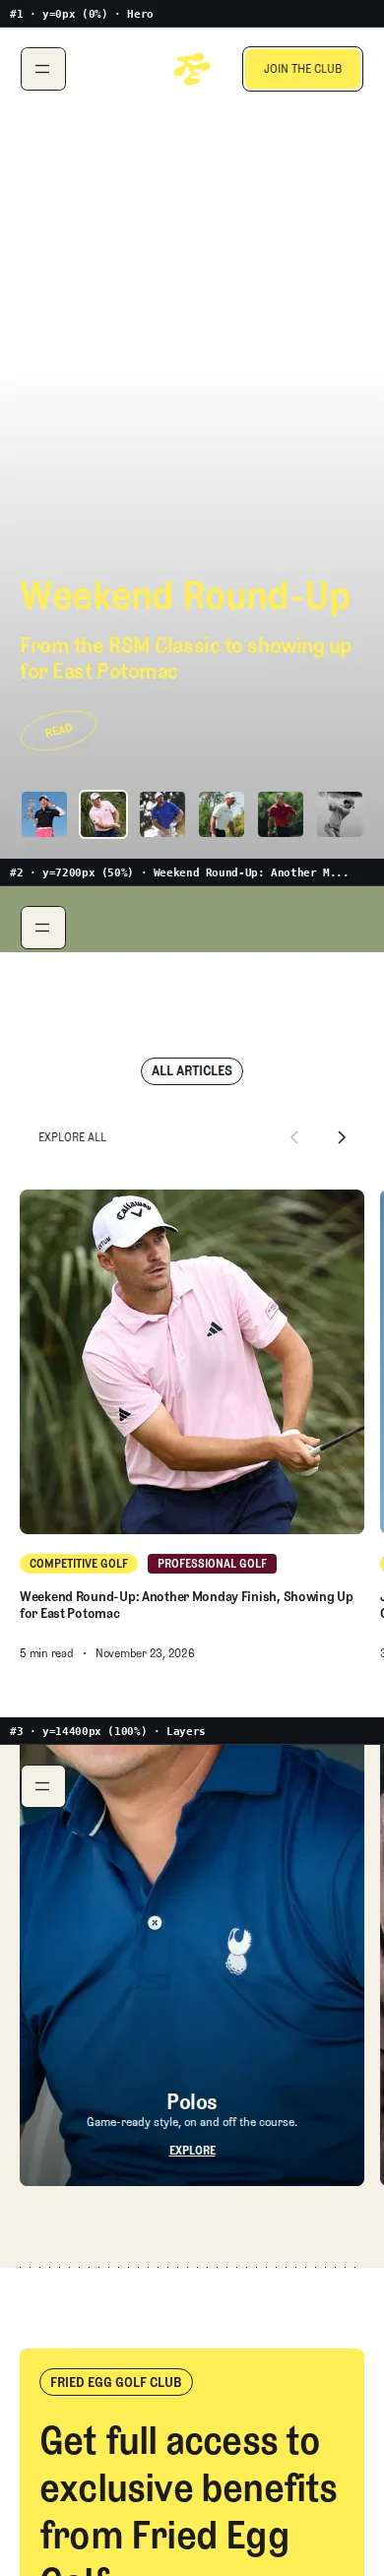 #1 · y=0px (0%) · Hero
JOIN THE CLUB
Weekend Round-Up
From the RSM Classic to showing up
for East Potomac
READ
#2 · y=7200px (50%) · Weekend Round-Up: Another M...
ALL ARTICLES
EXPLORE ALL
Callaway
COMPETITIVE GOLF
PROFESSIONAL GOLF
Weekend Round-Up: Another Monday Finish, Showing Up
for East Potomac
5 min read • November 23, 2026
#3 · y=14400px (100%) · Layers
Polos
Game-ready style, on and off the course.
EXPLORE
FRIED EGG GOLF CLUB
Get full access to
exclusive benefits
from Fried Egg
Golf